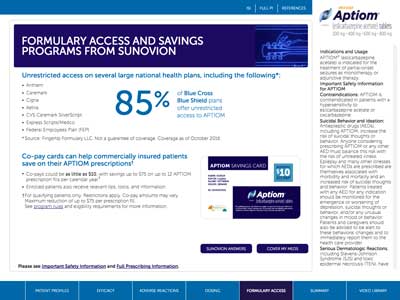 ISI | FULL PI | REFERENCES
FORMULARY ACCESS AND SAVINGS
PROGRAMS FROM SUNOVION
Unrestricted access on several large national health plans, including the following*:
• Anthem
• Caremark
• Cigna
• Aetna
• CVS Caremark SilverScript
• Express Scripts/Medco
• Federal Employees Plan (FEP)
85%
of Blue Cross
Blue Shield plans
offer unrestricted
access to APTIOM
* Source: Fingertip Formulary LLC. Not a guarantee of coverage. Coverage as of October 2016
Co-pay cards can help commercially insured patients
save on their APTIOM prescriptions†
• Co-pays could be as little as $10, with savings up to $75 on up to 12 APTIOM
prescription fills per calendar year†
• Enrolled patients also receive relevant tips, tools, and information
† For qualifying patients only. Restrictions apply. Co-pay amounts may vary.
Maximum reduction of up to $75 per prescription fill.
See program rules and eligibility requirements for more information.
APTIOM SAVINGS CARD
$10
Aptiom
(eslicarbazepine acetate) tablets
SUNOVION ANSWERS
COVER MY MEDS
Please see Important Safety Information and Full Prescribing Information.
Aptiom
(eslicarbazepine acetate) tablets
200 mg • 400 mg • 600 mg • 800 mg
Indications and Usage
APTIOM® (eslicarbazepine
acetate) is indicated for the
treatment of partial-onset
seizures as monotherapy or
adjunctive therapy.
Important Safety Information
for APTIOM
Contraindications: APTIOM is
contraindicated in patients with a
hypersensitivity to
eslicarbazepine acetate or
oxcarbazepine.
Suicidal Behavior and Ideation:
Antiepileptic drugs (AEDs),
including APTIOM, increase the
risk of suicidal thoughts or
behavior. Anyone considering
prescribing APTIOM or any other
AED must balance this risk with
the risk of untreated illness.
Epilepsy and many other illnesses
for which AEDs are prescribed are
themselves associated with
morbidity and mortality and an
increased risk of suicidal thoughts
and behavior. Patients treated
with any AED for any indication
should be monitored for the
emergence or worsening of
depression, suicidal thoughts or
behavior, and/or any unusual
changes in mood or behavior.
Patients and caregivers should
also be advised to be alert to
these behavioral changes and to
immediately report them to the
health care provider
Serious Dermatologic Reactions,
including Stevens-Johnson
Syndrome (SJS) and toxic
epidermal necrolysis (TEN), have
PATIENT PROFILES
EFFICACY
ADVERSE REACTIONS
DOSING
FORMULARY ACCESS
SUMMARY
VIDEO LIBRARY